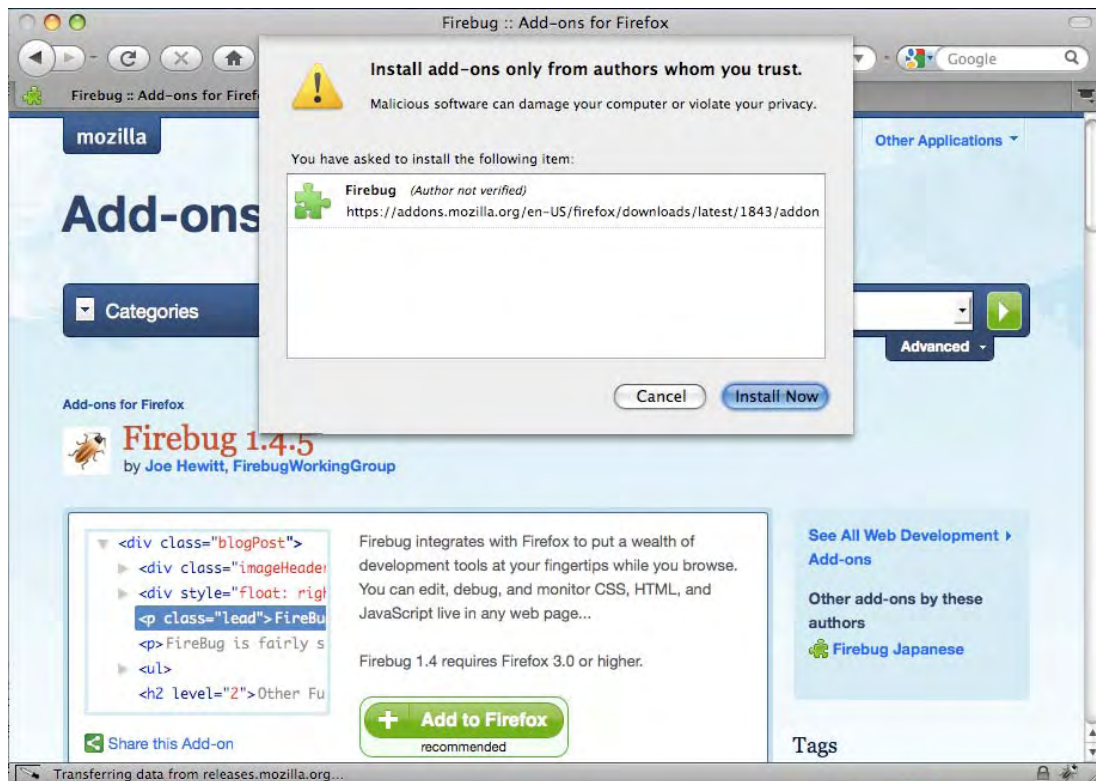 Firebug :: Add-ons for Firefox
Google
Firebug :: Add-ons for Firef
mozilla
Other Applications
Add-ons
Categories
Advanced
Install add-ons only from authors whom you trust.
Malicious software can damage your computer or violate your privacy.
You have asked to install the following item:
Firebug (Author not verified)
https://addons.mozilla.org/en-US/firefox/downloads/latest/1843/addon
Cancel
Install Now
Add-ons for Firefox
Firebug 1.4.5
by Joe Hewitt, FirebugWorkingGroup
<div class="blogPost">
<div class="imageHeader
<div style="float: righ
<p class="lead">FireBu
<p>FireBug is fairly s
<ul>
<h2 level="2">Other Fu
Share this Add-on
Firebug integrates with Firefox to put a wealth of
development tools at your fingertips while you browse.
You can edit, debug, and monitor CSS, HTML, and
JavaScript live in any web page...
Firebug 1.4 requires Firefox 3.0 or higher.
Add to Firefox
recommended
See All Web Development
Add-ons
Other add-ons by these
authors
Firebug Japanese
Tags
Transferring data from releases.mozilla.org...